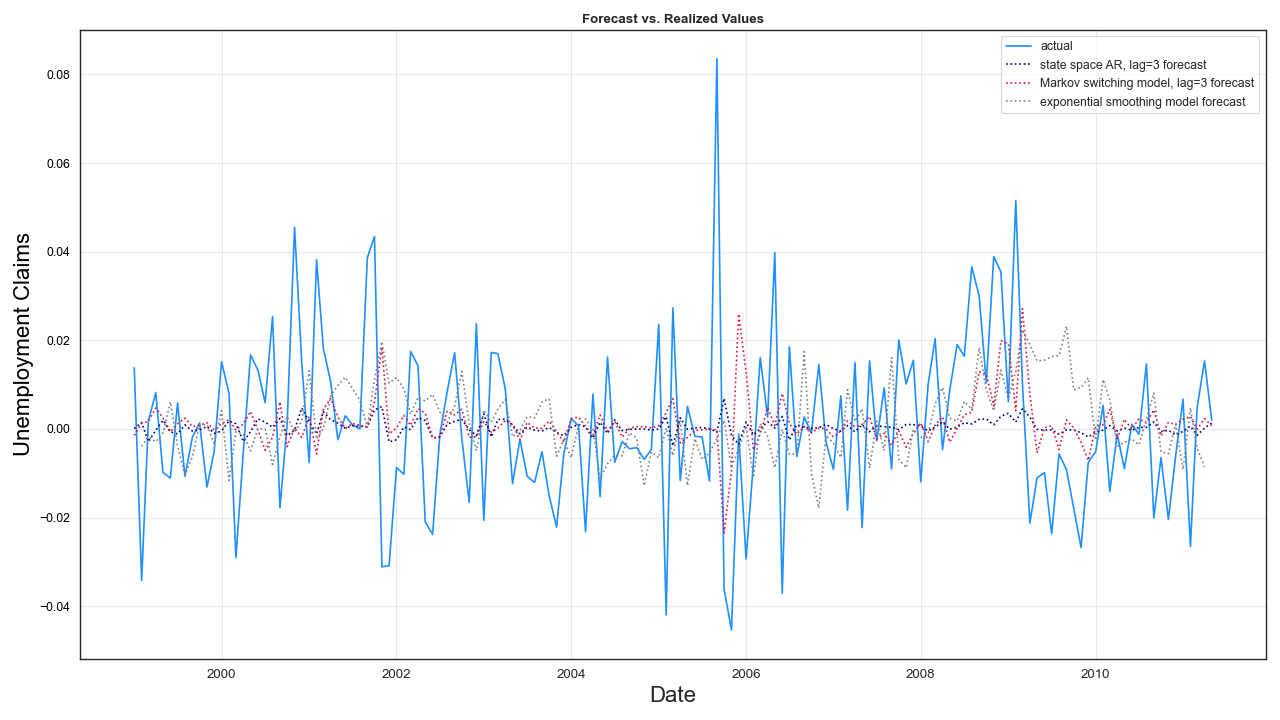 Forecast vs. Realized Values
actual
state space AR, lag=3 forecast
Markov switching model, lag=3 forecast
exponential smoothing model forecast
Unemployment Claims
0.08
0.06
0.04
0.02
0.00
−0.02
−0.04
2000
2002
2004
2006
2008
2010
Date